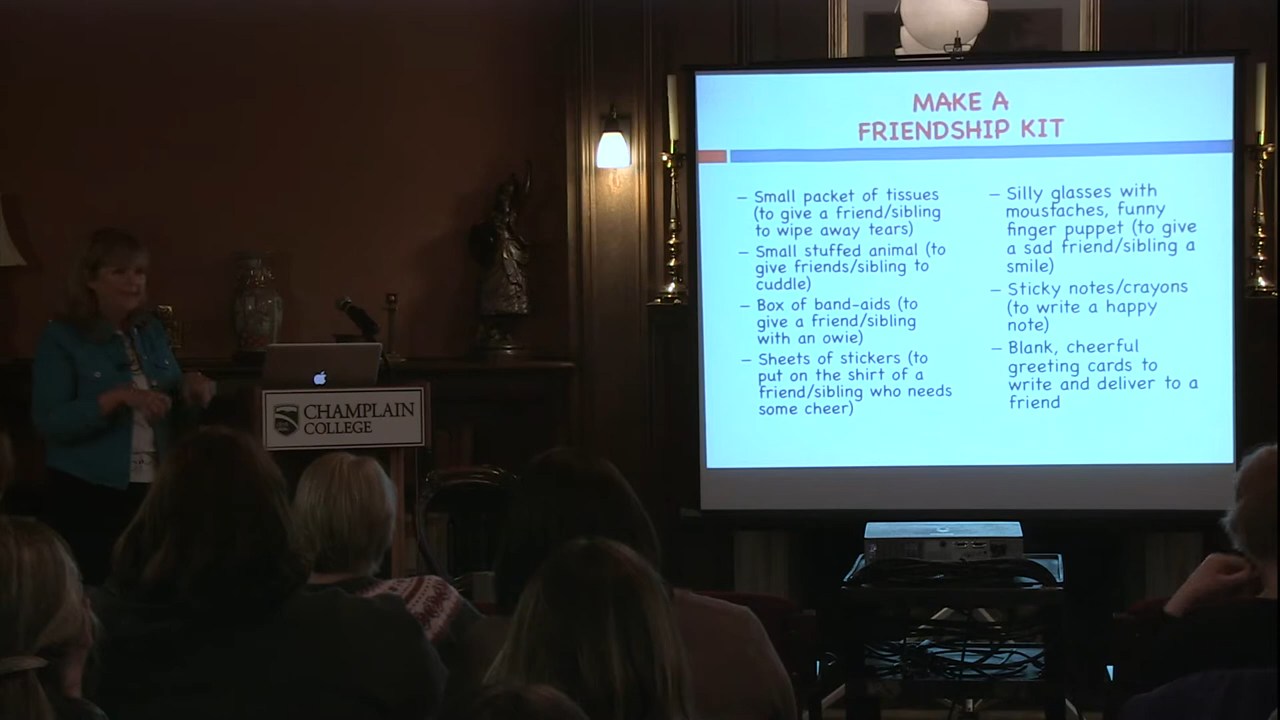 MAKE A
FRIENDSHIP KIT
– Small packet of tissues
(to give a friend/sibling
to wipe away tears)
– Small stuffed animal (to
give friends/sibling to
cuddle)
– Box of band-aids (to
give a friend/sibling
with an owie)
– Sheets of stickers (to
put on the shirt of a
friend/sibling who needs
some cheer)
– Silly glasses with
moustaches, funny
finger puppet (to give
a sad friend/sibling a
smile)
– Sticky notes/crayons
(to write a happy
note)
– Blank, cheerful
greeting cards to
write and deliver to a
friend
CHAMPLAIN
COLLEGE